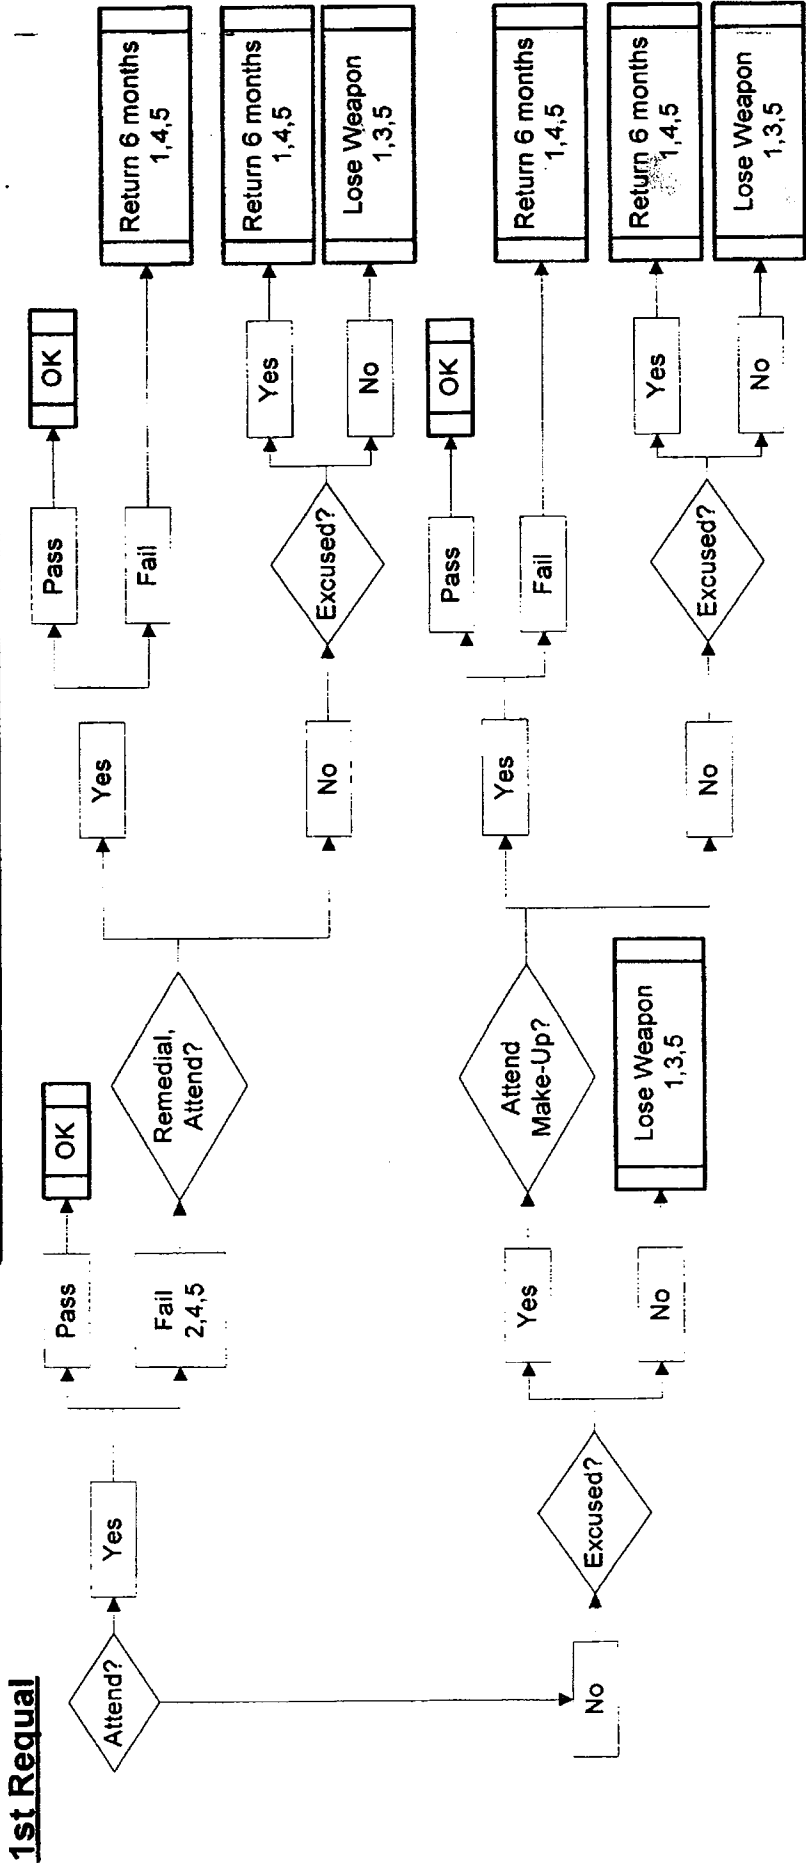 1st Requal
Attend?
Yes
Pass
OK
Fail
2,4,5
Remedial,
Attend?
Yes
Pass
OK
Fail
Return 6 months
1,4,5
No
Excused?
Yes
Return 6 months
1,4,5
No
Lose Weapon
1,3,5
No
Excused?
Yes
Attend
Make-Up?
Yes
Pass
OK
Fail
Return 6 months
1,4,5
No
Excused?
Yes
Return 6 months
1,4,5
No
Lose Weapon
1,3,5
No
Lose Weapon
1,3,5